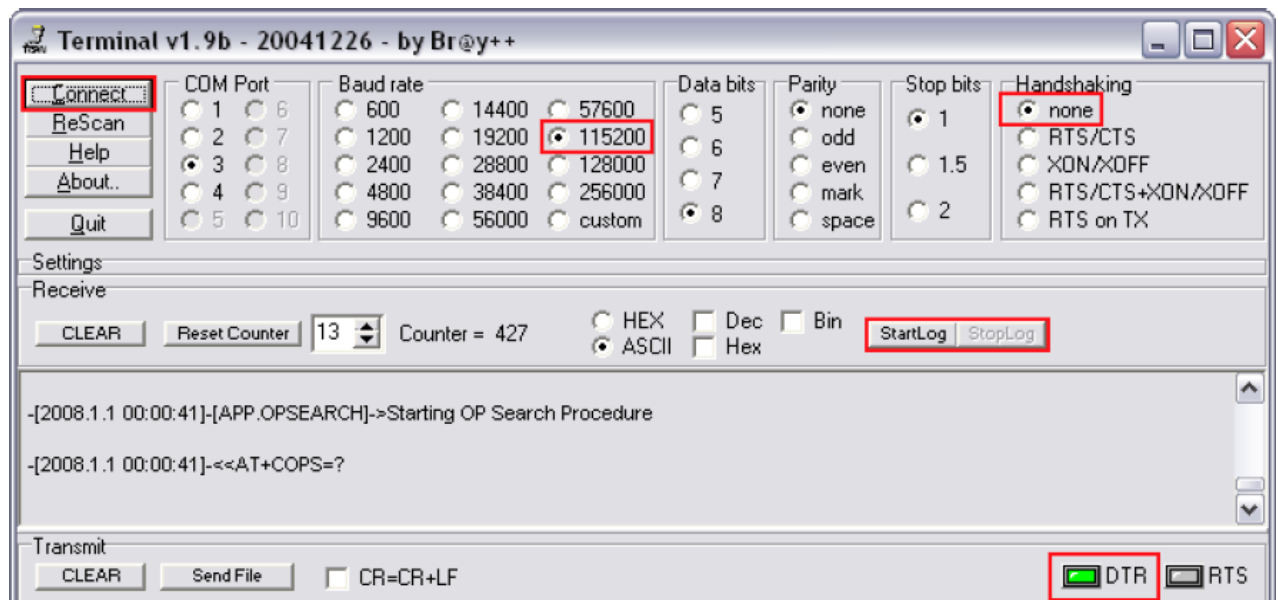 Terminal v1.9b - 20041226 - by Br@y++
Connect
ReScan
Help
About..
Quit
COM Port
1 6
2 7
3 8
4 9
5 10
Baud rate
600 14400 57600
1200 19200 115200
2400 28800 128000
4800 38400 256000
9600 56000 custom
Data bits
5
6
7
8
Parity
none
odd
even
mark
space
Stop bits
1
1.5
2
Handshaking
none
RTS/CTS
XON/XOFF
RTS/CTS+XON/XOFF
RTS on TX
Settings
Receive
CLEAR Reset Counter 13 Counter = 427 HEX Dec Bin StartLog StopLog
ASCII Hex
-[2008.1.1 00:00:41]-[APP.OPSEARCH]->Starting OP Search Procedure
-[2008.1.1 00:00:41]-<<AT+COPS=?
Transmit
CLEAR Send File CR=CR+LF DTR RTS